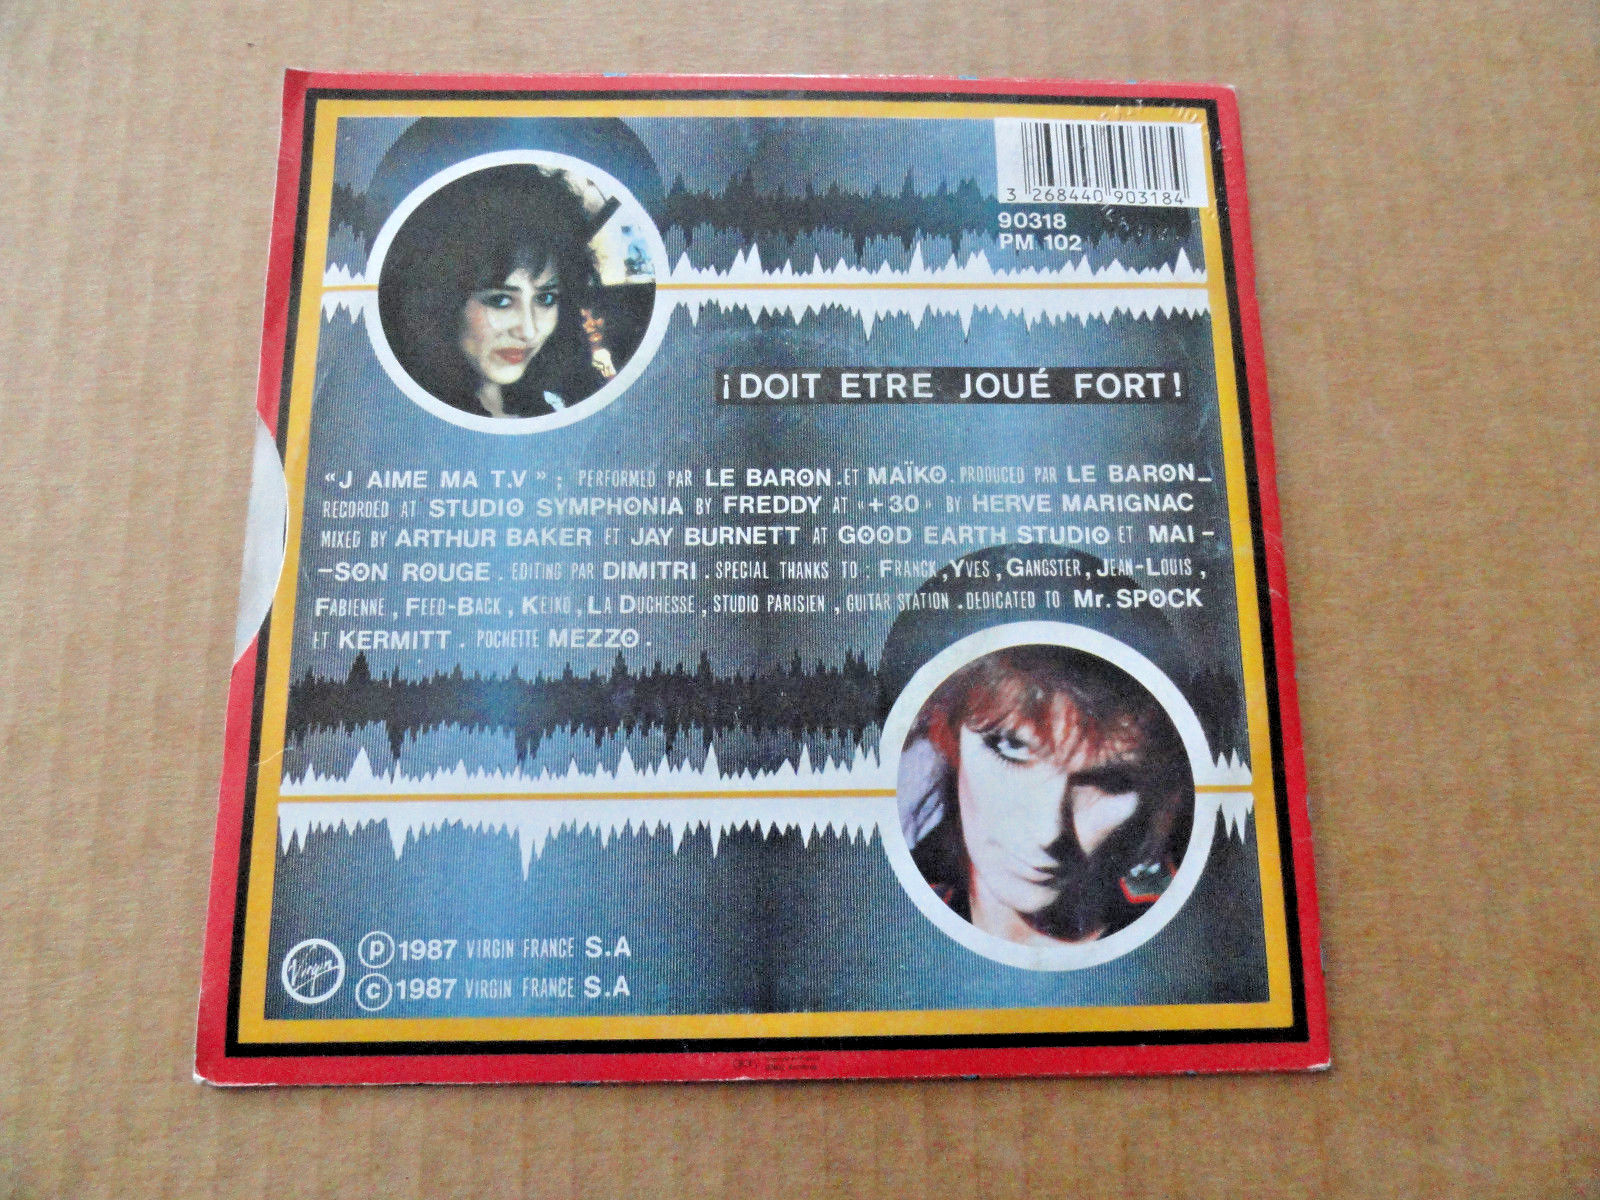 3 268440 903184
90318
PM 102
¡DOIT ETRE JOUÉ FORT!
«J AIME MA T.V» ; PERFORMED PAR LE BARON.ET MAÏKO. PRODUCED PAR LE BARON_
RECORDED AT STUDIO SYMPHONIA BY FREDDY AT «+30» BY HERVE MARIGNAC
MIXED BY ARTHUR BAKER ET JAY BURNETT AT GOOD EARTH STUDIO ET MAI-
-SON ROUGE. EDITING PAR DIMITRI. SPECIAL THANKS TO: FRANCK, YVES, GANGSTER, JEAN-LOUIS,
FABIENNE, FEED-BACK, KEIKO, LA DUCHESSE, STUDIO PARISIEN, GUITAR STATION. DEDICATED TO Mr. SPOCK
ET KERMITT. POCHETTE MEZZO.
Virgin
Ⓟ 1987 VIRGIN FRANCE S.A
© 1987 VIRGIN FRANCE S.A